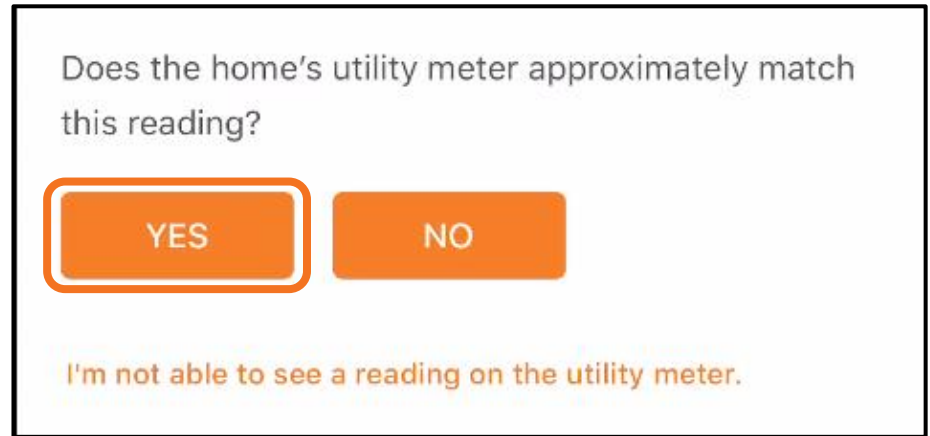 Does the home's utility meter approximately match
this reading?
YES
NO
I'm not able to see a reading on the utility meter.